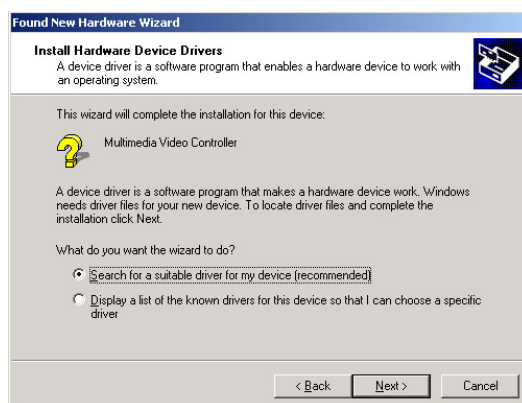 Found New Hardware Wizard
Install Hardware Device Drivers
A device driver is a software program that enables a hardware device to work with
an operating system.
This wizard will complete the installation for this device:
Multimedia Video Controller
A device driver is a software program that makes a hardware device work. Windows
needs driver files for your new device. To locate driver files and complete the
installation click Next.
What do you want the wizard to do?
Search for a suitable driver for my device (recommended)
Display a list of the known drivers for this device so that I can choose a specific
driver
< Back Next > Cancel